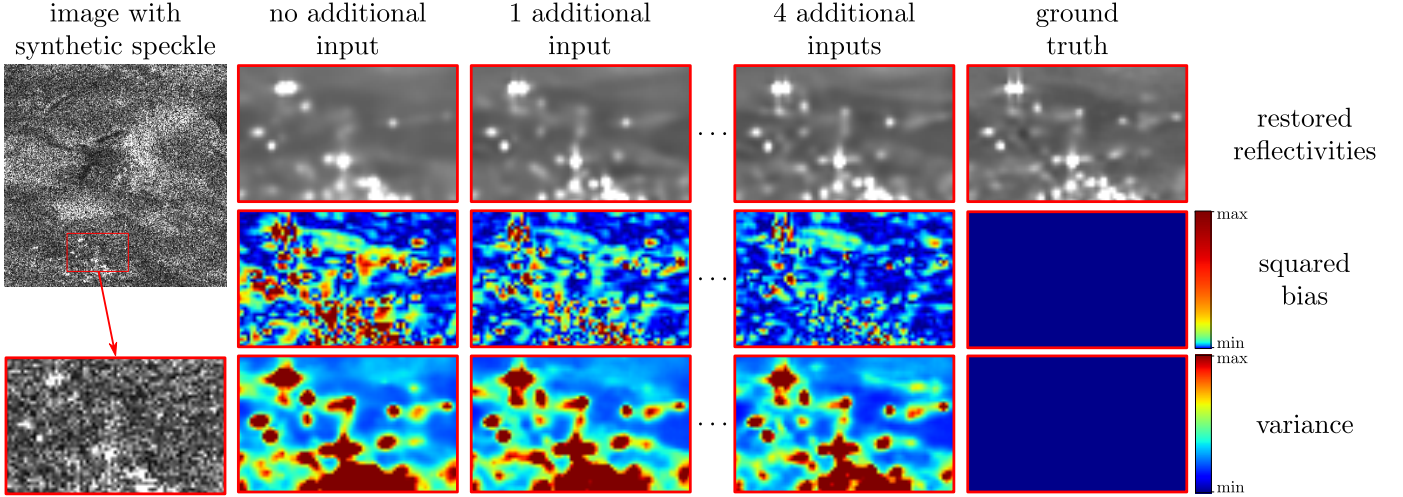 image with
synthetic speckle
no additional
input
1 additional
input
4 additional
inputs
ground
truth
...
restored
reflectivities
...
max
min
squared
bias
...
max
min
variance